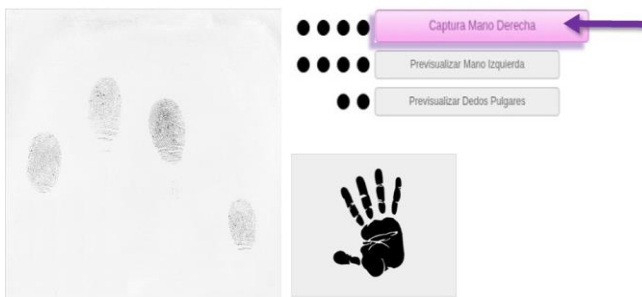 Captura Mano Derecha
Previsualizar Mano Izquierda
Previsualizar Dedos Pulgares